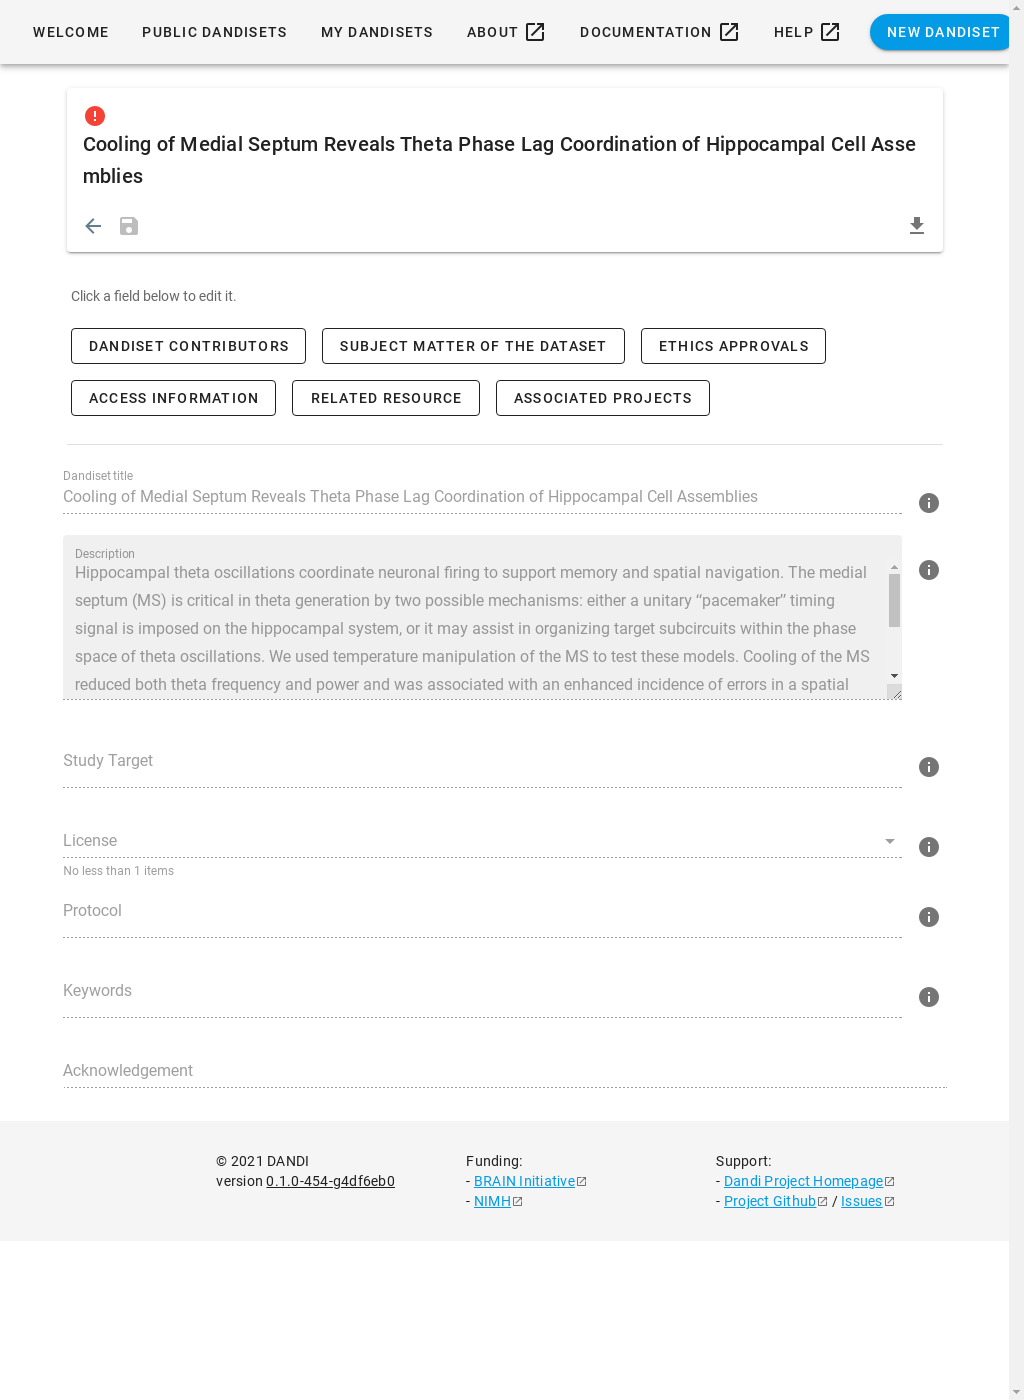 WELCOME PUBLIC DANDISETS MY DANDISETS ABOUT DOCUMENTATION HELP NEW DANDISET
Cooling of Medial Septum Reveals Theta Phase Lag Coordination of Hippocampal Cell Asse
mblies
Click a field below to edit it.
DANDISET CONTRIBUTORS SUBJECT MATTER OF THE DATASET ETHICS APPROVALS
ACCESS INFORMATION RELATED RESOURCE ASSOCIATED PROJECTS
Dandiset title
Cooling of Medial Septum Reveals Theta Phase Lag Coordination of Hippocampal Cell Assemblies
Description
Hippocampal theta oscillations coordinate neuronal firing to support memory and spatial navigation. The medial
septum (MS) is critical in theta generation by two possible mechanisms: either a unitary “pacemaker” timing
signal is imposed on the hippocampal system, or it may assist in organizing target subcircuits within the phase
space of theta oscillations. We used temperature manipulation of the MS to test these models. Cooling of the MS
reduced both theta frequency and power and was associated with an enhanced incidence of errors in a spatial
Study Target
License
No less than 1 items
Protocol
Keywords
Acknowledgement
© 2021 DANDI
version 0.1.0-454-g4df6eb0
Funding:
- BRAIN Initiative
- NIMH
Support:
- Dandi Project Homepage
- Project Github / Issues